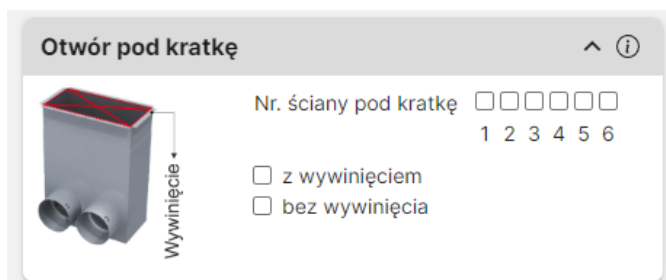 Otwór pod kratkę
Nr. ściany pod kratkę
1 2 3 4 5 6
Wywinięcie
z wywinięciem
bez wywinięcia